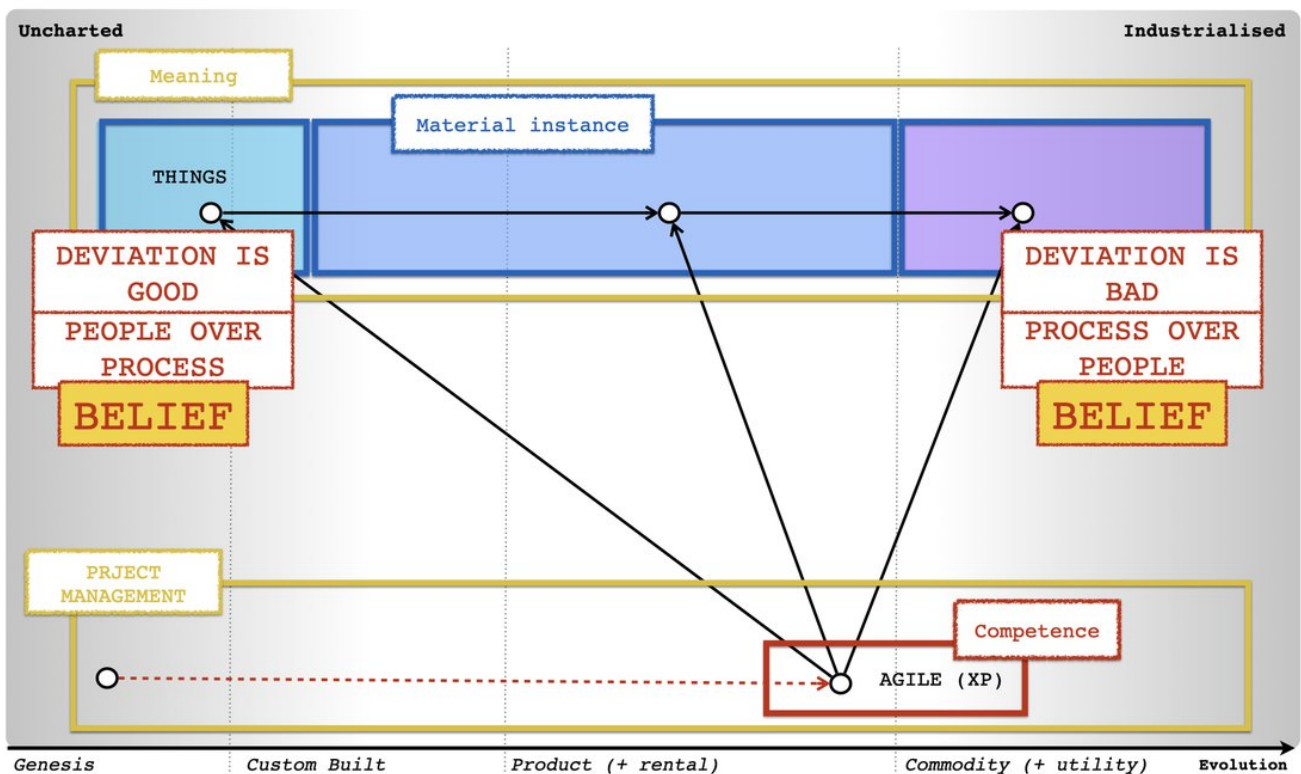 Uncharted
Industrialised
Meaning
Material instance
THINGS
DEVIATION IS
GOOD
PEOPLE OVER
PROCESS
BELIEF
DEVIATION IS
BAD
PROCESS OVER
PEOPLE
BELIEF
PRJECT
MANAGEMENT
Competence
AGILE (XP)
Genesis
Custom Built
Product (+ rental)
Commodity (+ utility)
Evolution